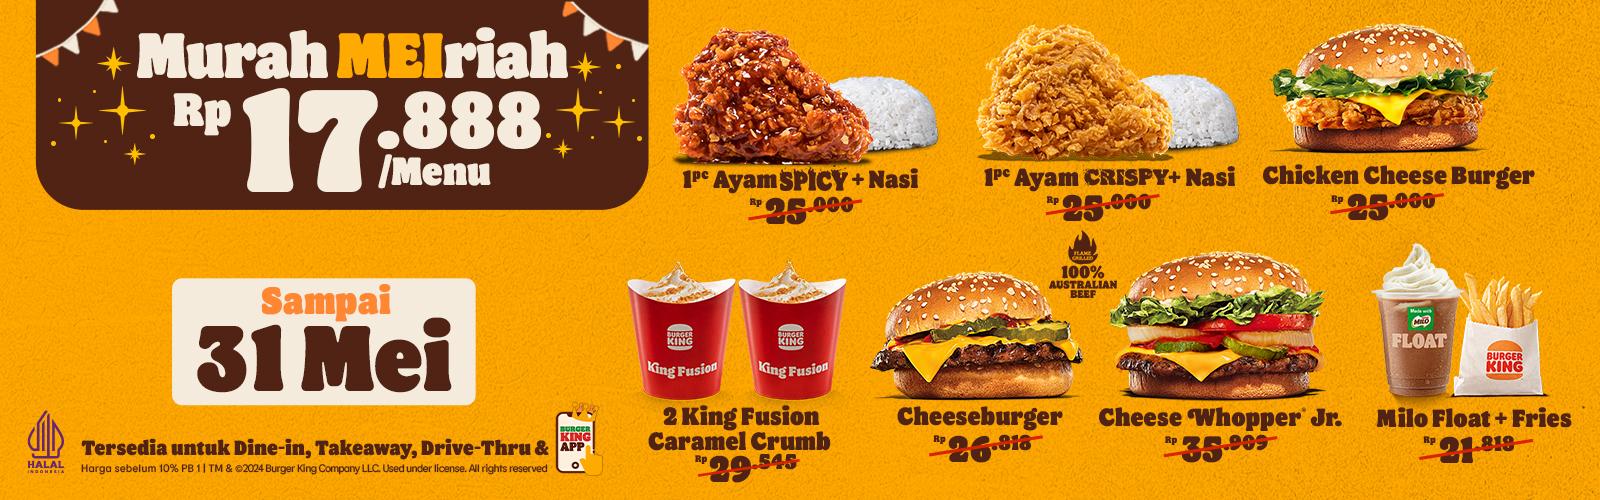 Murah MEIriah
Rp 17.888
/Menu
Sampai
31 Mei
HALAL
INDONESIA
Tersedia untuk Dine-in, Takeaway, Drive-Thru &
BURGER
KING
APP
Harga sebelum 10% PB 1 | TM & ©2024 Burger King Company LLC. Used under license. All rights reserved
1pc Ayam SPICY + Nasi
Rp 25.000
1pc Ayam CRISPY + Nasi
Rp 25.000
Chicken Cheese Burger
Rp 25.000
BURGER
KING
King Fusion
BURGER
KING
King Fusion
2 King Fusion
Caramel Crumb
Rp 29.545
Cheeseburger
Rp 26.818
FLAME
GRILLED
100%
AUSTRALIAN
BEEF
Cheese Whopper® Jr.
Rp 35.909
Made with
MILO
FLOAT
BURGER
KING
Milo Float + Fries
Rp 21.818